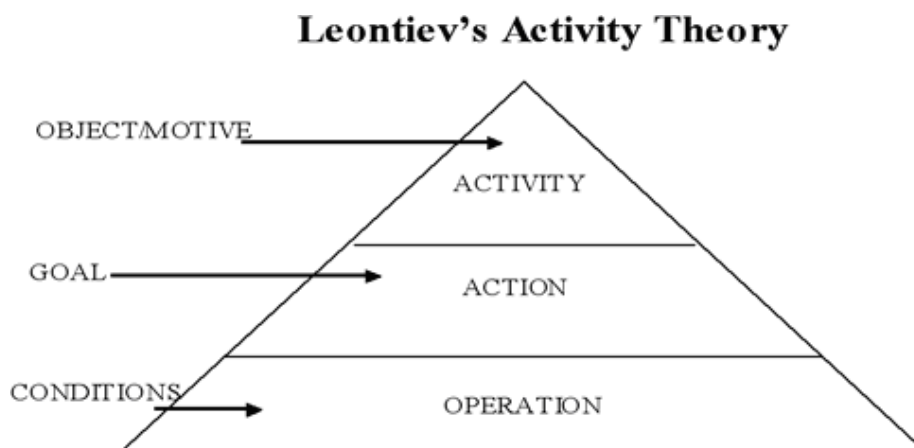 Leontiev's Activity Theory
OBJECT/MOTIVE
ACTIVITY
GOAL
ACTION
CONDITIONS
OPERATION